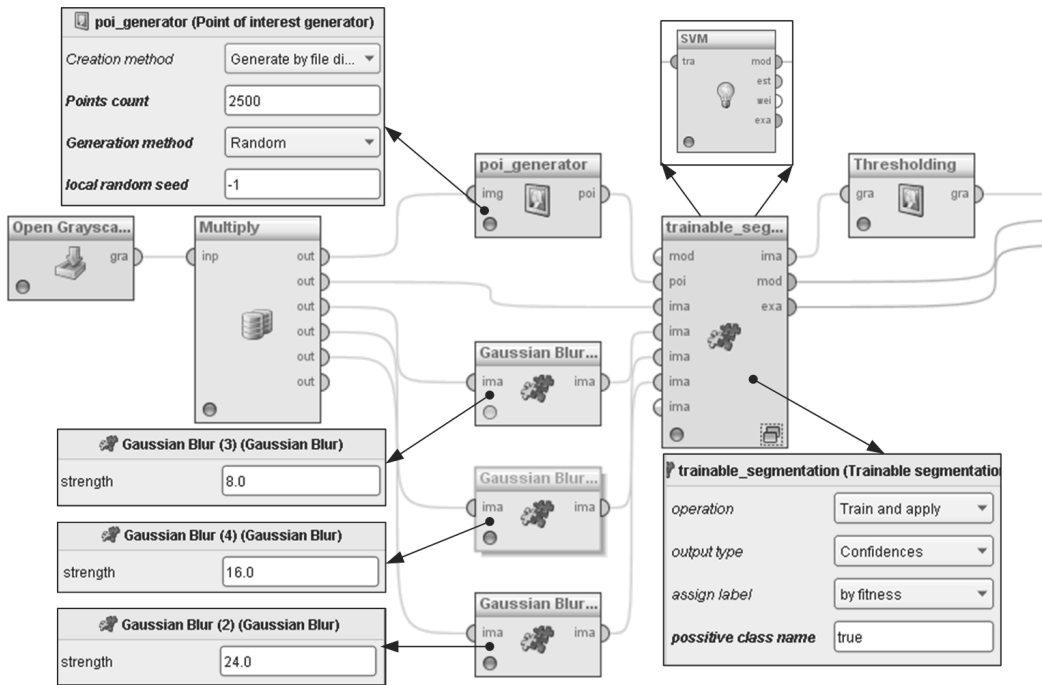 poi_generator (Point of interest generator)
Creation method Generate by file di...
Points count 2500
Generation method Random
local random seed -1
SVM
tra mod
est
wei
exa
poi_generator
img poi
Thresholding
gra gra
Open Graysca...
gra
Multiply
inp out
out
out
out
out
out
trainable_seg...
mod ima
poi mod
ima exa
ima
ima
ima
ima
Gaussian Blur...
ima ima
Gaussian Blur (3) (Gaussian Blur)
strength 8.0
Gaussian Blur...
ima ima
Gaussian Blur (4) (Gaussian Blur)
strength 16.0
Gaussian Blur...
ima ima
Gaussian Blur (2) (Gaussian Blur)
strength 24.0
trainable_segmentation (Trainable segmentation
operation Train and apply
output type Confidences
assign label by fitness
possitive class name true